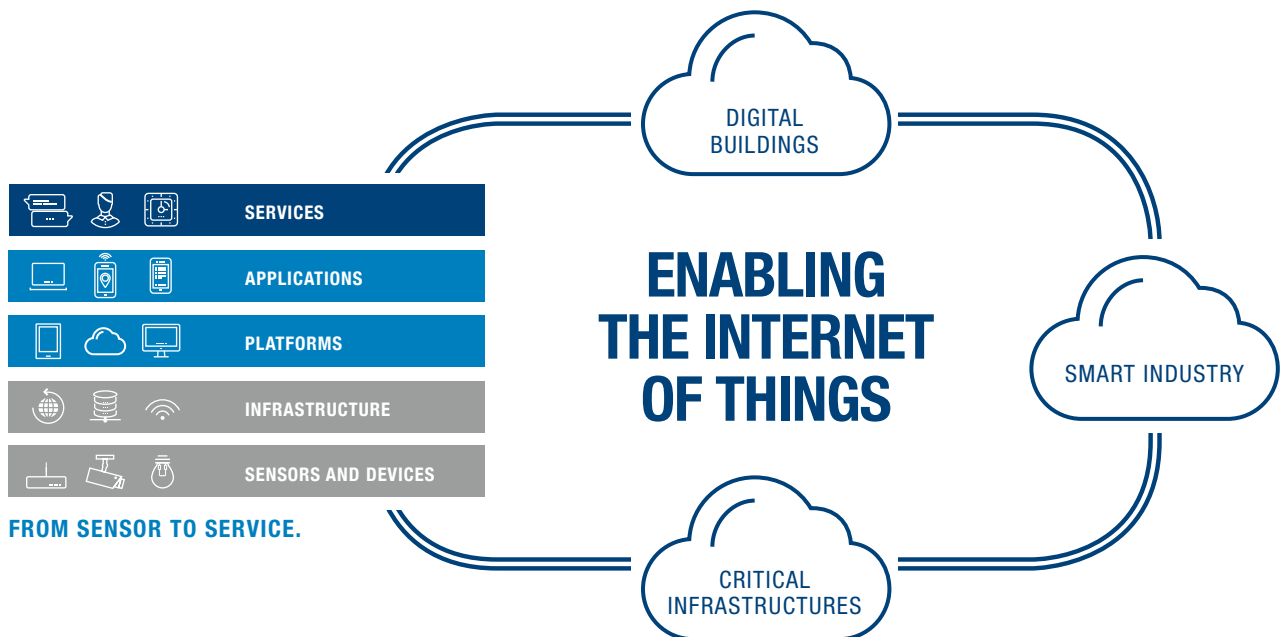 DIGITAL
BUILDINGS
SERVICES
APPLICATIONS
PLATFORMS
INFRASTRUCTURE
SENSORS AND DEVICES
FROM SENSOR TO SERVICE.
ENABLING
THE INTERNET
OF THINGS
SMART INDUSTRY
CRITICAL
INFRASTRUCTURES